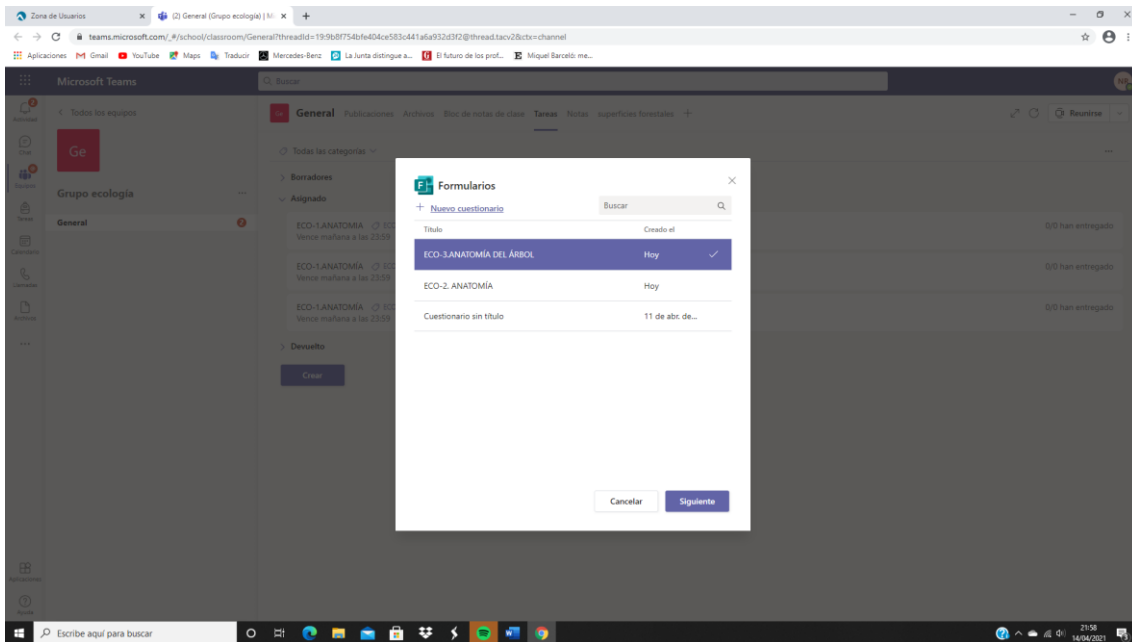 Zona de Usuarios
(2) General (Grupo ecología) | Mi
teams.microsoft.com/_#/school/classroom/General?threadId=19:9b8f754bfe404ce583c441a6a932d3f2@thread.tacv2&ctx=channel
Aplicaciones Gmail YouTube Maps Traducir Mercedes-Benz La Junta distingue a... El futuro de los prof... Miquel Barceló: me...
Microsoft Teams
Buscar
Actividad
Chat
Equipos
Tareas
Calendario
Llamadas
Archivos
Aplicaciones
Ayuda
Todos los equipos
Ge
Grupo ecología
General
Ge General Publicaciones Archivos Bloc de notas de clase Tareas Notas superficies forestales
Reunirse
Todas las categorías
Borradores
Asignado
ECO-1.ANATOMIA
Vence mañana a las 23:59
0/0 han entregado
ECO-1.ANATOMÍA
Vence mañana a las 23:59
0/0 han entregado
ECO-1.ANATOMÍA
Vence mañana a las 23:59
0/0 han entregado
Devuelto
Crear
Formularios
+ Nuevo cuestionario
Buscar
Título Creado el
ECO-3.ANATOMÍA DEL ÁRBOL Hoy
ECO-2. ANATOMÍA Hoy
Cuestionario sin título 11 de abr. de...
Cancelar Siguiente
Escribe aquí para buscar
21:58
14/04/2021